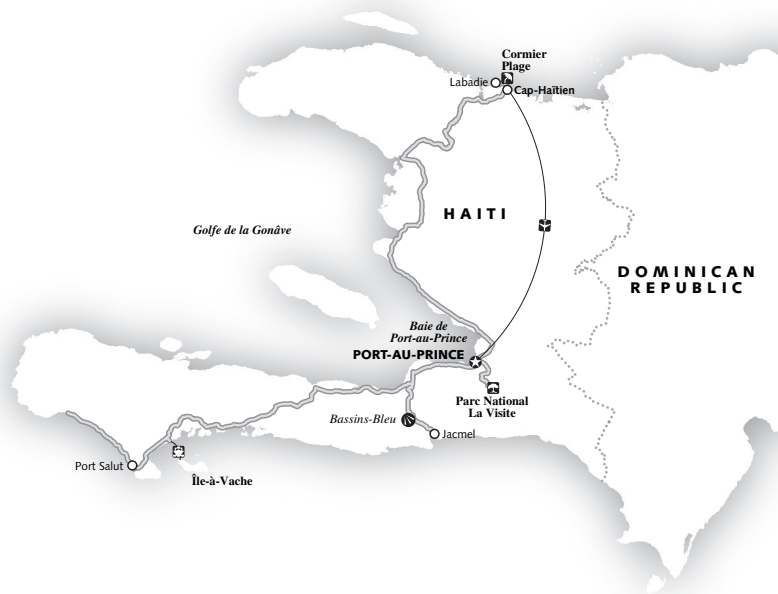 Cormier
Plage
Labadie
Cap-Haïtien
HAITI
Golfe de la Gonâve
DOMINICAN
REPUBLIC
Baie de
Port-au-Prince
PORT-AU-PRINCE
Parc National
La Visite
Bassins-Bleu
Jacmel
Port Salut
Île-à-Vache